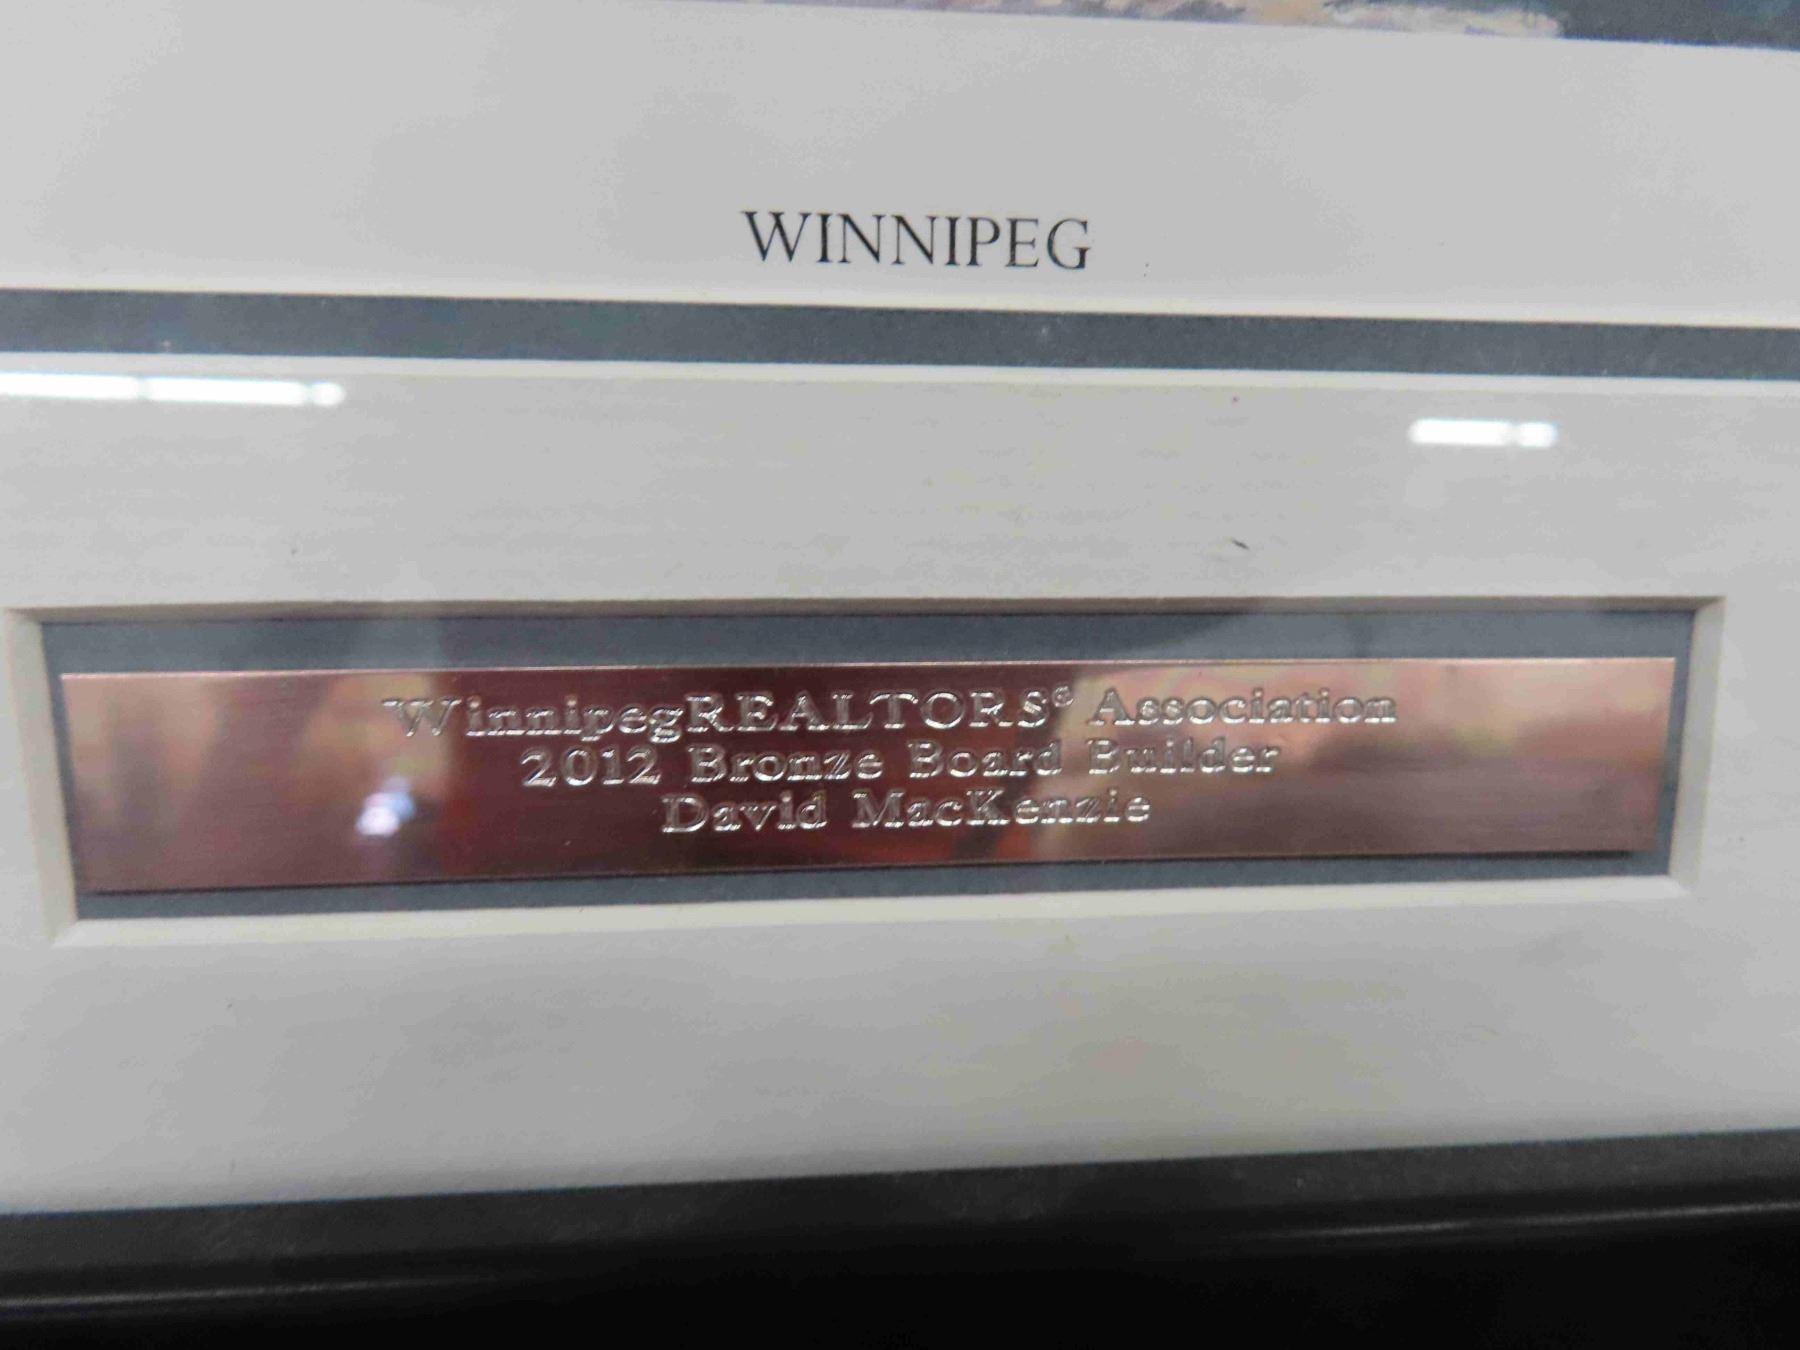 WINNIPEG
WinnipegREALTORS® Association
2012 Bronze Board Builder
David MacKenzie